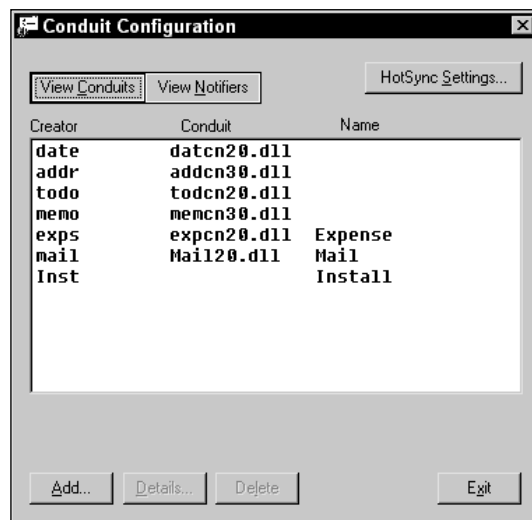 Conduit Configuration
View Conduits View Notifiers HotSync Settings...
Creator Conduit Name
date datcn20.dll
addr addcn30.dll
todo todcn20.dll
memo memcn30.dll
exps expcn20.dll Expense
mail Mail20.dll Mail
Inst Install
Add... Details... Delete Exit